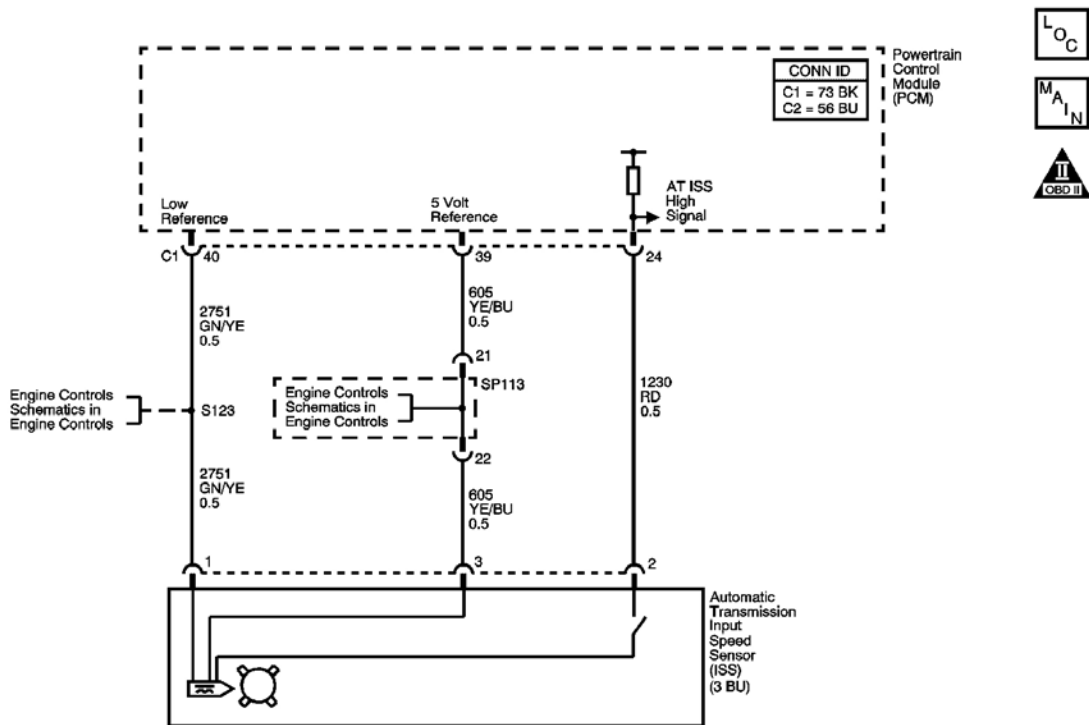 LOC
Powertrain
Control
Module
(PCM)
CONN ID
C1 = 73 BK
C2 = 56 BU
MAIN
II
OBD II
AT ISS
High
Signal
Low
Reference
5 Volt
Reference
C1 40
39
24
2751
GN/YE
0.5
605
YE/BU
0.5
21
SP113
Engine Controls
Schematics in
Engine Controls
S123
Engine Controls
Schematics in
Engine Controls
1230
RD
0.5
22
2751
GN/YE
0.5
605
YE/BU
0.5
1
3
2
Automatic
Transmission
Input
Speed
Sensor
(ISS)
(3 BU)